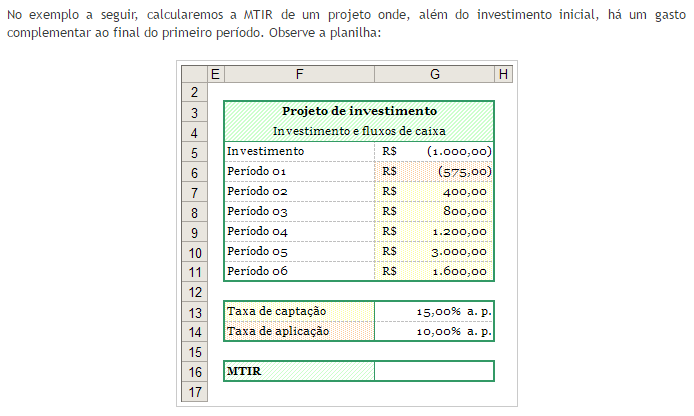 No exemplo a seguir, calcularemos a MTIR de um projeto onde, além do investimento inicial, há um gasto
complementar ao final do primeiro período. Observe a planilha:
E F G H
2
3 Projeto de investimento
4 Investimento e fluxos de caixa
5 Investimento R$ (1.000,00)
6 Período 01 R$ (575,00)
7 Período 02 R$ 400,00
8 Período 03 R$ 800,00
9 Período 04 R$ 1.200,00
10 Período 05 R$ 3.000,00
11 Período 06 R$ 1.600,00
12
13 Taxa de captação 15,00% a. p.
14 Taxa de aplicação 10,00% a. p.
15
16 MTIR
17